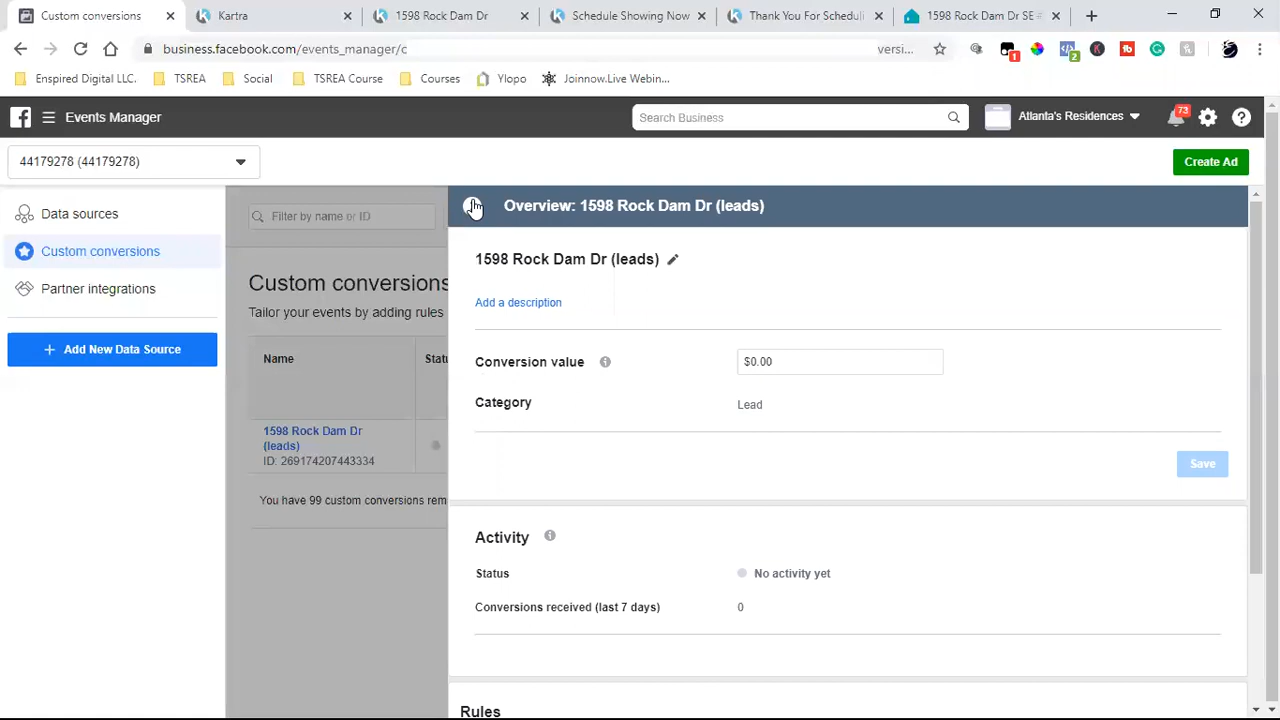 Custom conversions
Kartra
1598 Rock Dam Dr
Schedule Showing Now
Thank You For Scheduli
1598 Rock Dam Dr SE
business.facebook.com/events_manager/c
versi...
1
2
Enspired Digital LLC.
TSREA
Social
TSREA Course
Courses
Ylopo
Joinnow.Live Webin...
Events Manager
Search Business
Atlanta's Residences
73
44179278 (44179278)
Create Ad
Data sources
Custom conversions
Partner integrations
+ Add New Data Source
Filter by name or ID
Custom conversions
Tailor your events by adding rules
Name
Statu
1598 Rock Dam Dr
(leads)
ID: 269174207443334
You have 99 custom conversions rem
Overview: 1598 Rock Dam Dr (leads)
1598 Rock Dam Dr (leads)
Add a description
Conversion value
$0.00
Category
Lead
Save
Activity
Status
No activity yet
Conversions received (last 7 days)
0
Rules